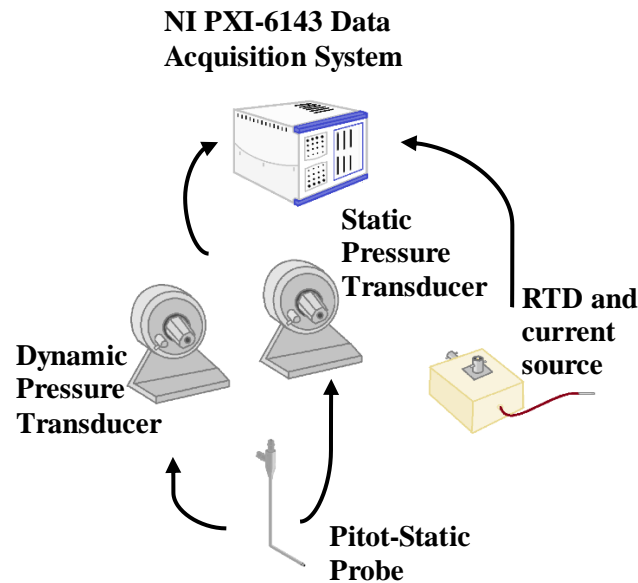 NI PXI-6143 Data
Acquisition System
Static
Pressure
Transducer
RTD and
current
source
Dynamic
Pressure
Transducer
Pitot-Static
Probe